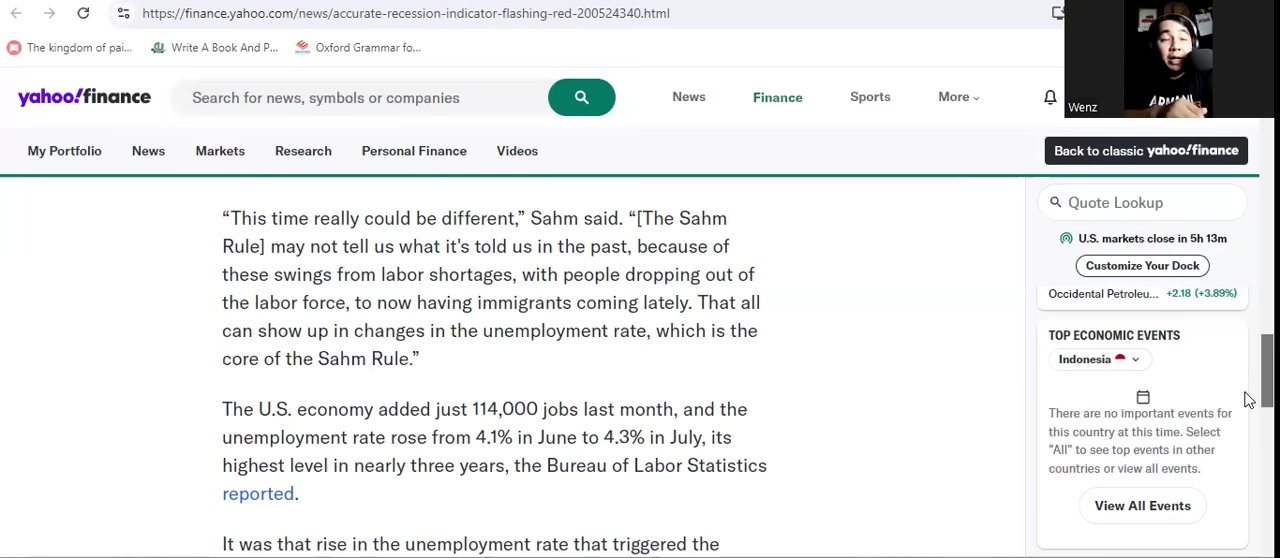 https://finance.yahoo.com/news/accurate-recession-indicator-flashing-red-200524340.html
The kingdom of pai...
Write A Book And P...
Oxford Grammar fo...
yahoo!finance
Search for news, symbols or companies
News
Finance
Sports
More
ARMANI
Wenz
My Portfolio
News
Markets
Research
Personal Finance
Videos
Back to classic yahoo!finance
“This time really could be different,” Sahm said. “[The Sahm
Rule] may not tell us what it's told us in the past, because of
these swings from labor shortages, with people dropping out of
the labor force, to now having immigrants coming lately. That all
can show up in changes in the unemployment rate, which is the
core of the Sahm Rule.”
The U.S. economy added just 114,000 jobs last month, and the
unemployment rate rose from 4.1% in June to 4.3% in July, its
highest level in nearly three years, the Bureau of Labor Statistics
reported.
It was that rise in the unemployment rate that triggered the
Quote Lookup
U.S. markets close in 5h 13m
Customize Your Dock
Occidental Petroleu... +2.18 (+3.89%)
TOP ECONOMIC EVENTS
Indonesia
There are no important events for
this country at this time. Select
"All" to see top events in other
countries or view all events.
View All Events